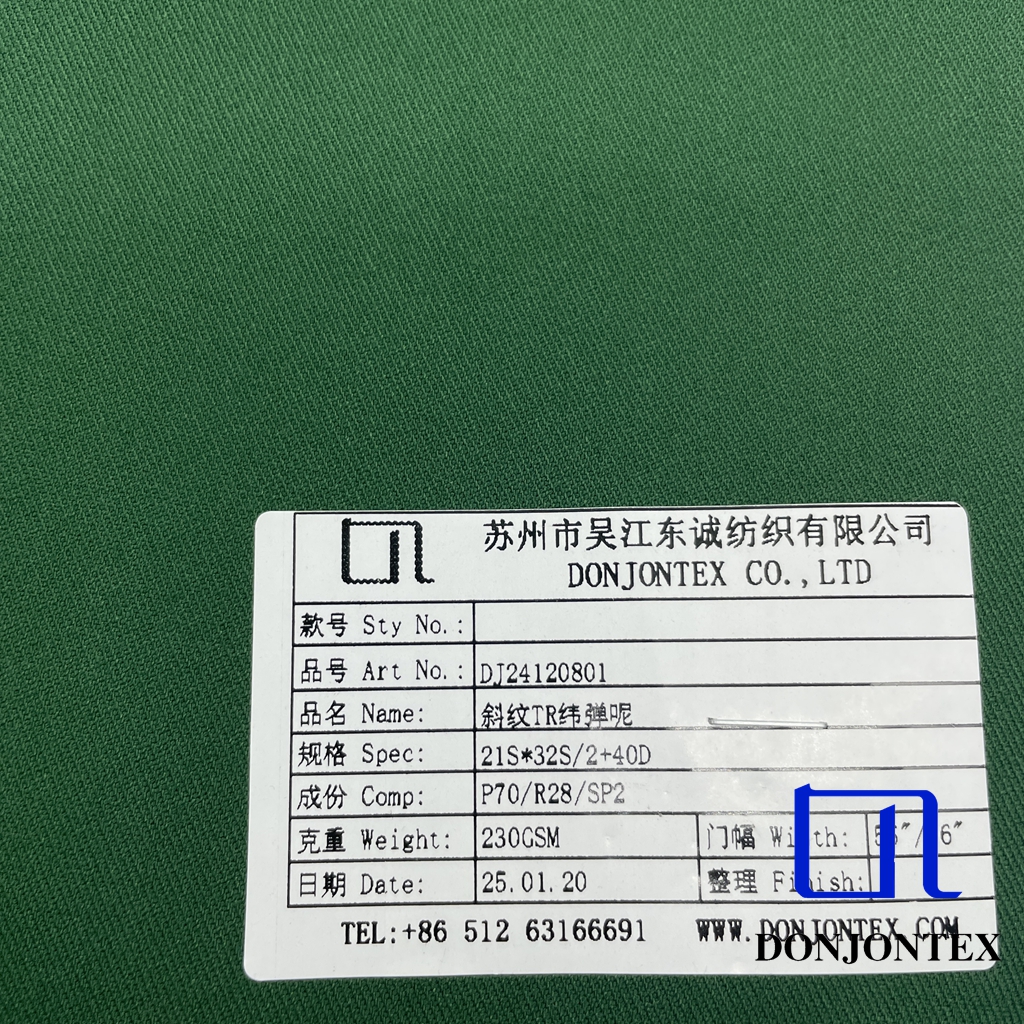 苏州市吴江东诚纺织有限公司
DONJONTEX CO.,LTD
款号 Sty No.:
品号 Art No.: DJ24120801
品名 Name: 斜纹TR纬弹呢
规格 Spec: 21S*32S/2+40D
成份 Comp: P70/R28/SP2
克重 Weight: 230GSM 门幅
日期 Date: 25.01.20 整理
TEL:+86 512 63166691 WWW.DONJONTEX.COM
DONJONTEX